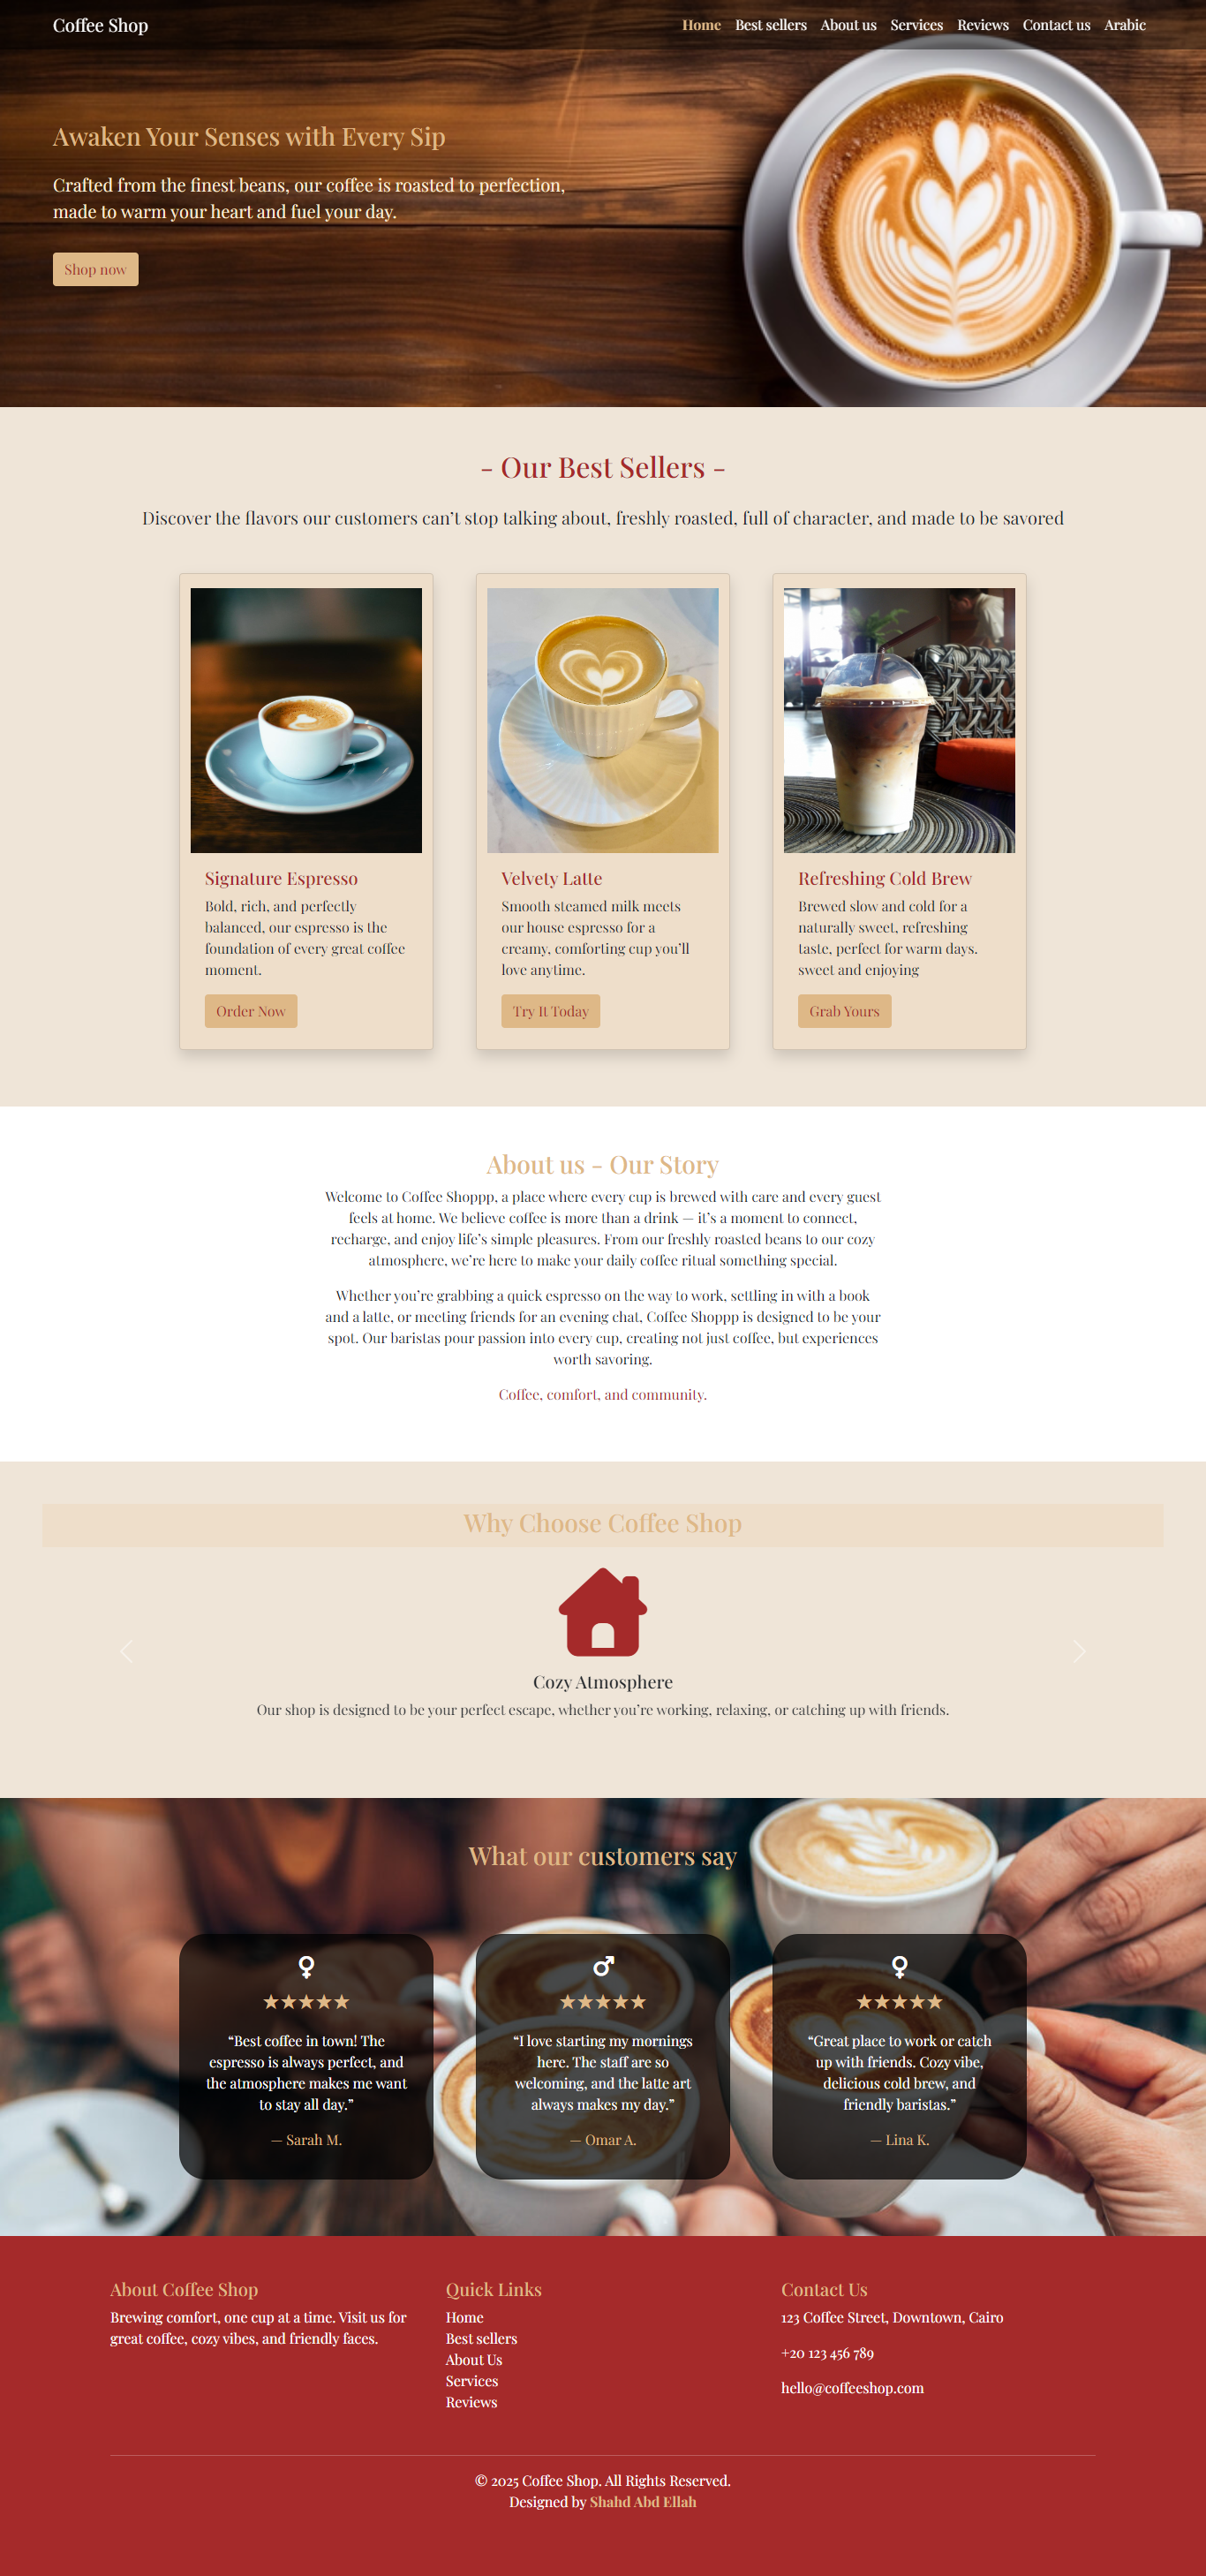 Coffee Shop
Home Best sellers About us Services Reviews Contact us Arabic
Awaken Your Senses with Every Sip
Crafted from the finest beans, our coffee is roasted to perfection,
made to warm your heart and fuel your day.
Shop now
- Our Best Sellers -
Discover the flavors our customers can’t stop talking about, freshly roasted, full of character, and made to be savored
Signature Espresso
Bold, rich, and perfectly
balanced, our espresso is the
foundation of every great coffee
moment.
Order Now
Velvety Latte
Smooth steamed milk meets
our house espresso for a
creamy, comforting cup you’ll
love anytime.
Try It Today
Refreshing Cold Brew
Brewed slow and cold for a
naturally sweet, refreshing
taste, perfect for warm days.
sweet and enjoying
Grab Yours
About us - Our Story
Welcome to Coffee Shoppp, a place where every cup is brewed with care and every guest
feels at home. We believe coffee is more than a drink — it’s a moment to connect,
recharge, and enjoy life’s simple pleasures. From our freshly roasted beans to our cozy
atmosphere, we’re here to make your daily coffee ritual something special.
Whether you’re grabbing a quick espresso on the way to work, settling in with a book
and a latte, or meeting friends for an evening chat, Coffee Shoppp is designed to be your
spot. Our baristas pour passion into every cup, creating not just coffee, but experiences
worth savoring.
Coffee, comfort, and community.
Why Choose Coffee Shop
Cozy Atmosphere
Our shop is designed to be your perfect escape, whether you’re working, relaxing, or catching up with friends.
What our customers say
★★★★★
“Best coffee in town! The
espresso is always perfect, and
the atmosphere makes me want
to stay all day.”
— Sarah M.
★★★★★
“I love starting my mornings
here. The staff are so
welcoming, and the latte art
always makes my day.”
— Omar A.
★★★★★
“Great place to work or catch
up with friends. Cozy vibe,
delicious cold brew, and
friendly baristas.”
— Lina K.
About Coffee Shop
Brewing comfort, one cup at a time. Visit us for
great coffee, cozy vibes, and friendly faces.
Quick Links
Home
Best sellers
About Us
Services
Reviews
Contact Us
123 Coffee Street, Downtown, Cairo
+20 123 456 789
hello@coffeeshop.com
© 2025 Coffee Shop. All Rights Reserved.
Designed by Shahd Abd Ellah